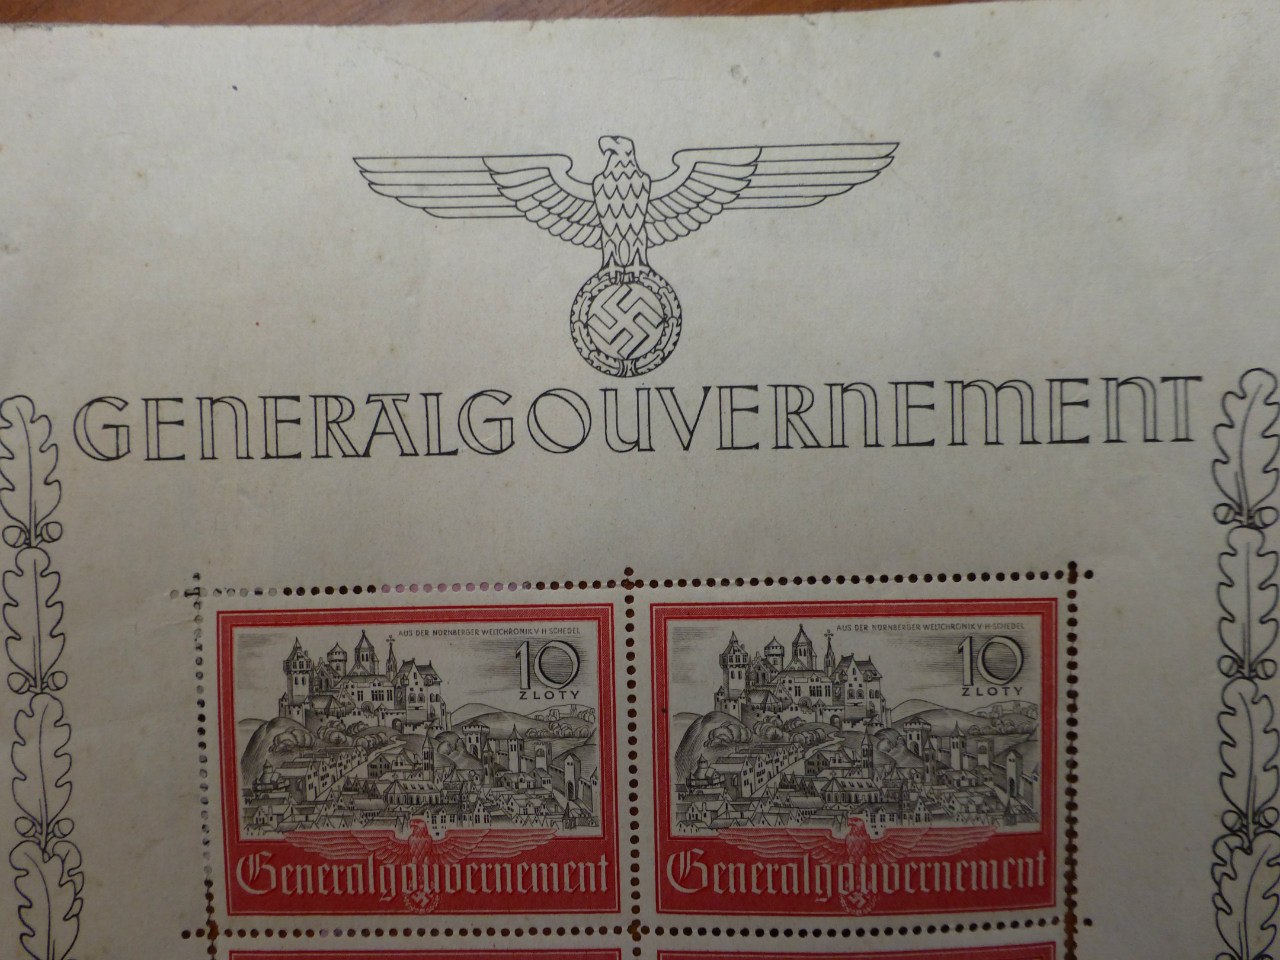 GENERALGOUVERNEMENT
AUS DER NÜRNBERGER WELTCHRONIK V·H·SCHEDEL
10
ZLOTY
Generalgouvernement
AUS DER NÜRNBERGER WELTCHRONIK V·H·SCHEDEL
10
ZLOTY
Generalgouvernement